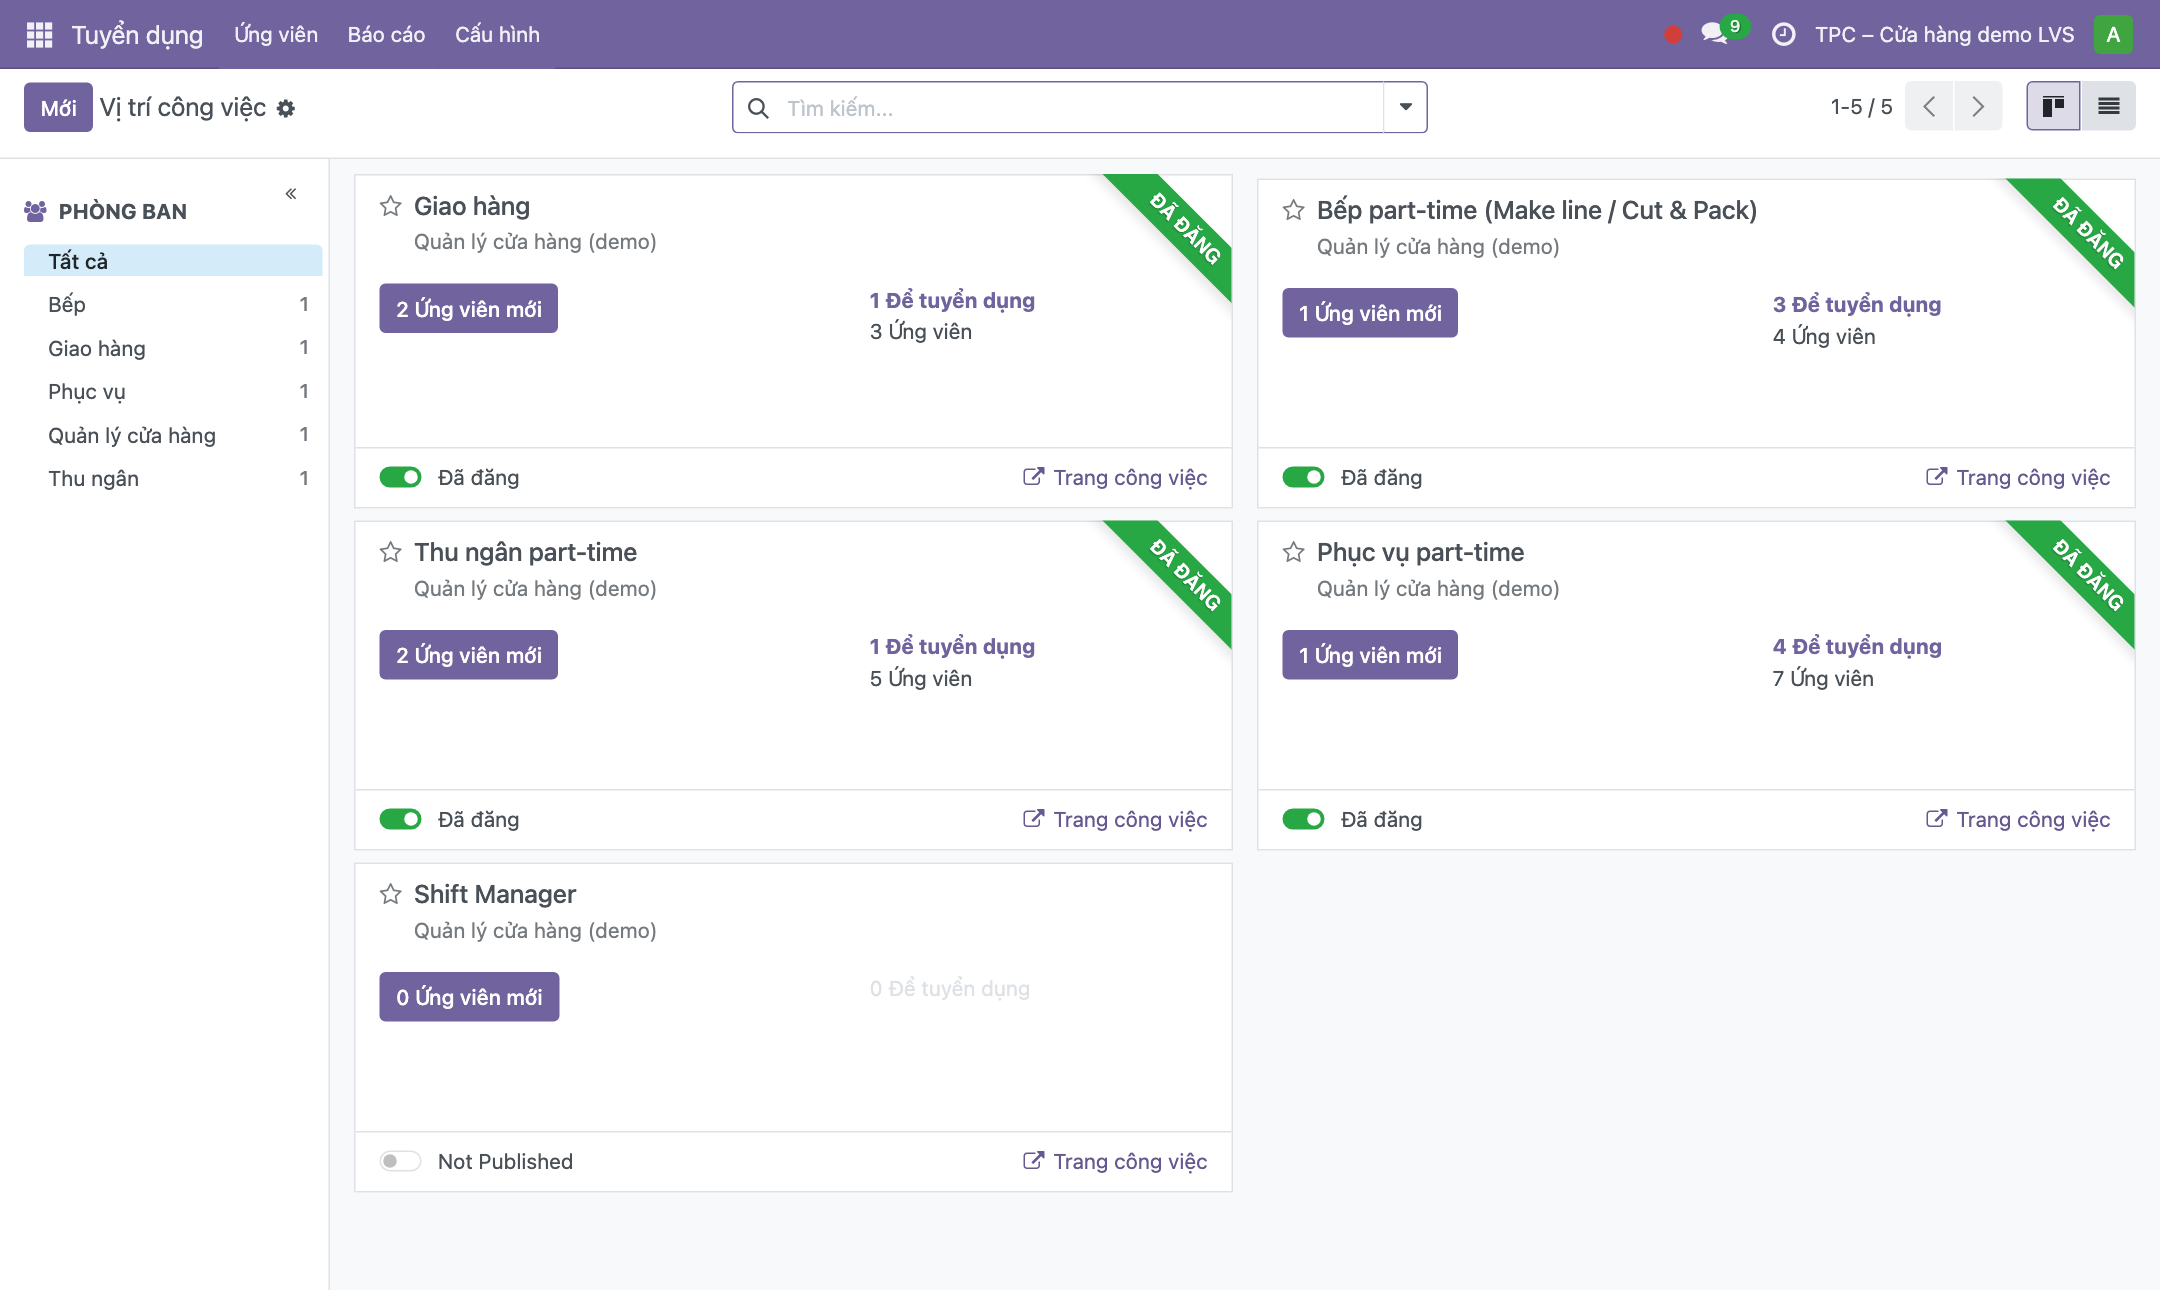 Tuyển dụng Ứng viên Báo cáo Cấu hình 9 TPC – Cửa hàng demo LVS A
Mới Vị trí công việc Tìm kiếm... 1-5 / 5
PHÒNG BAN
Tất cả
Bếp 1
Giao hàng 1
Phục vụ 1
Quản lý cửa hàng 1
Thu ngân 1
Giao hàng
Quản lý cửa hàng (demo)
ĐÃ ĐĂNG
2 Ứng viên mới
1 Để tuyển dụng
3 Ứng viên
Đã đăng Trang công việc
Bếp part-time (Make line / Cut & Pack)
Quản lý cửa hàng (demo)
ĐÃ ĐĂNG
1 Ứng viên mới
3 Để tuyển dụng
4 Ứng viên
Đã đăng Trang công việc
Thu ngân part-time
Quản lý cửa hàng (demo)
ĐÃ ĐĂNG
2 Ứng viên mới
1 Để tuyển dụng
5 Ứng viên
Đã đăng Trang công việc
Phục vụ part-time
Quản lý cửa hàng (demo)
ĐÃ ĐĂNG
1 Ứng viên mới
4 Để tuyển dụng
7 Ứng viên
Đã đăng Trang công việc
Shift Manager
Quản lý cửa hàng (demo)
0 Ứng viên mới
0 Để tuyển dụng
Not Published Trang công việc